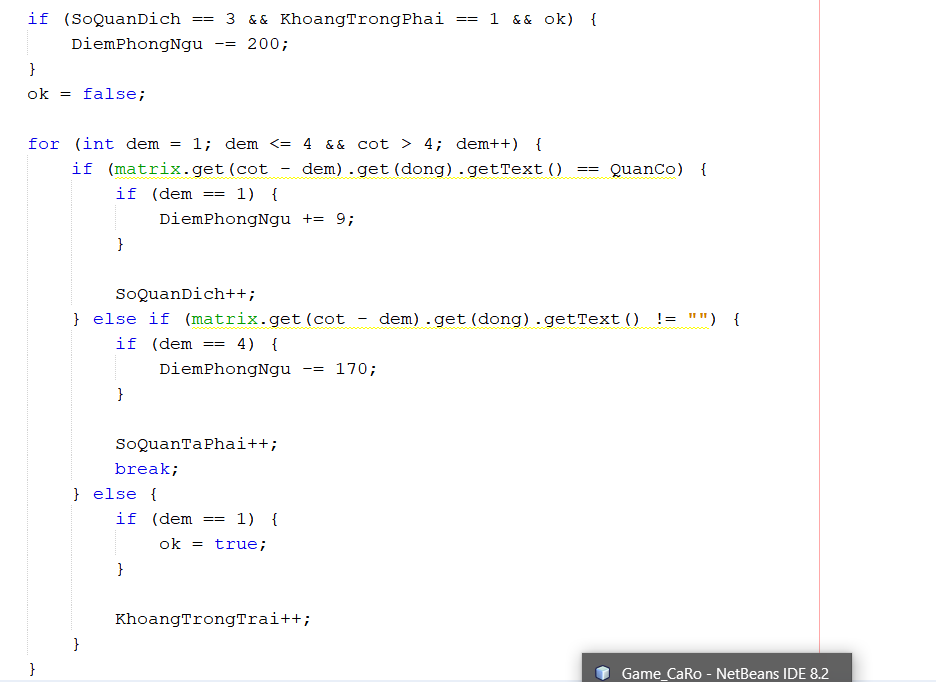 if (SoQuanDich == 3 && KhoangTrongPhai == 1 && ok) {
DiemPhongNgu -= 200;
}
ok = false;
for (int dem = 1; dem <= 4 && cot > 4; dem++) {
if (matrix.get(cot - dem).get(dong).getText() == QuanCo) {
if (dem == 1) {
DiemPhongNgu += 9;
}
SoQuanDich++;
} else if (matrix.get(cot - dem).get(dong).getText() != "") {
if (dem == 4) {
DiemPhongNgu -= 170;
}
SoQuanTaPhai++;
break;
} else {
if (dem == 1) {
ok = true;
}
KhoangTrongTrai++;
}
}
Game_CaRo - NetBeans IDE 8.2